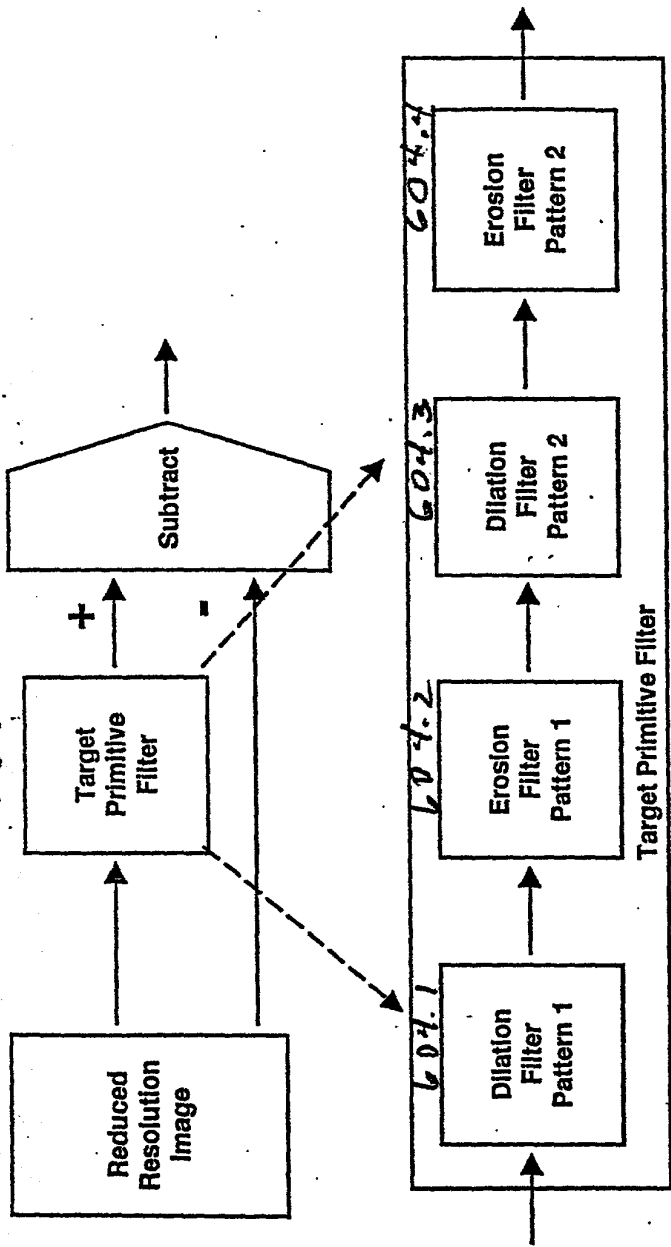 Reduced
Resolution
Image
Target
Primitive
Filter
+
-
Subtract
604.1
Dilation
Filter
Pattern 1
604.2
Erosion
Filter
Pattern 1
604.3
Dilation
Filter
Pattern 2
604.4
Erosion
Filter
Pattern 2
Target Primitive Filter